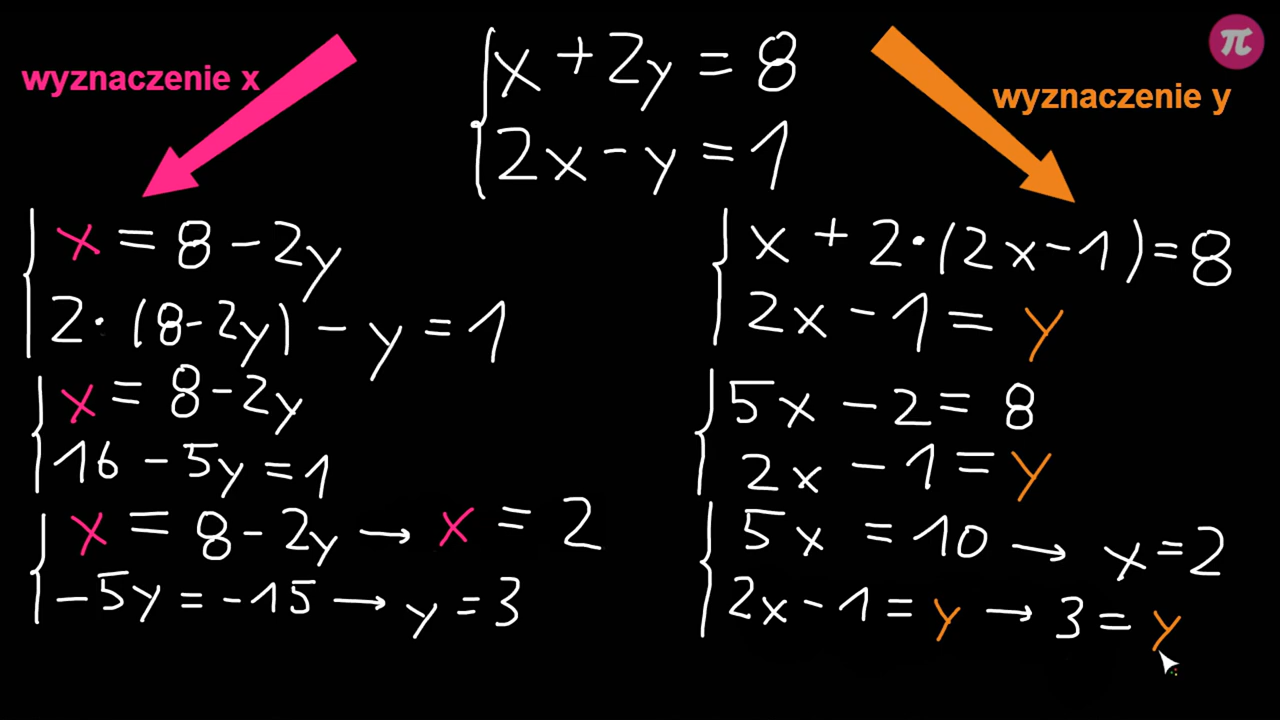 π
wyznaczenie x
x + 2y = 8
2x - y = 1
wyznaczenie y
x = 8 - 2y
2 · (8 - 2y) - y = 1
x = 8 - 2y
16 - 5y = 1
x = 8 - 2y → x = 2
-5y = -15 → y = 3
x + 2 · (2x - 1) = 8
2x - 1 = y
5x - 2 = 8
2x - 1 = y
5x = 10 → x = 2
2x - 1 = y → 3 = y